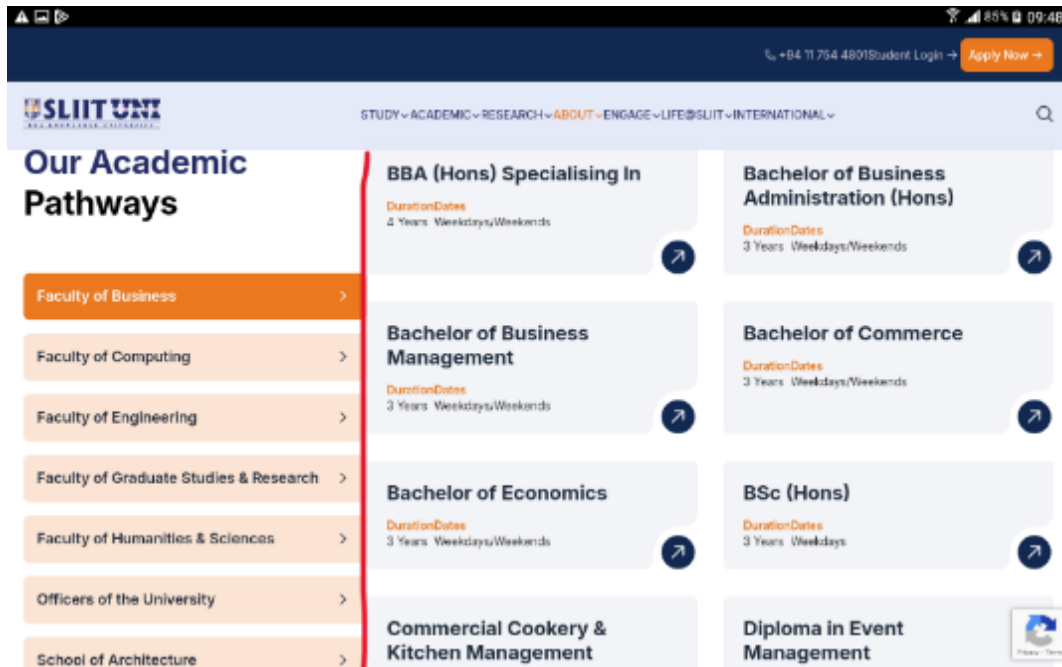 85% 09:48
+94 11 754 4801Student Login → Apply Now →
SLIIT UNI
STUDY ACADEMIC RESEARCH ABOUT ENGAGE LIFE@SLIIT INTERNATIONAL
Our Academic
Pathways
Faculty of Business
Faculty of Computing
Faculty of Engineering
Faculty of Graduate Studies & Research
Faculty of Humanities & Sciences
Officers of the University
School of Architecture
BBA (Hons) Specialising In
DurationDates
4 Years Weekdays/Weekends
Bachelor of Business
Administration (Hons)
DurationDates
3 Years Weekdays/Weekends
Bachelor of Business
Management
DurationDates
3 Years Weekdays/Weekends
Bachelor of Commerce
DurationDates
3 Years Weekdays/Weekends
Bachelor of Economics
DurationDates
3 Years Weekdays/Weekends
BSc (Hons)
DurationDates
3 Years Weekdays
Commercial Cookery &
Kitchen Management
Diploma in Event
Management